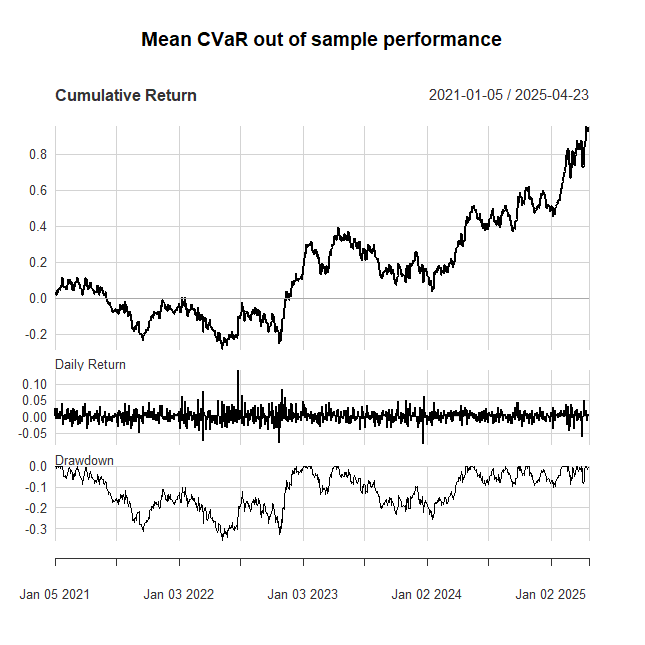 Mean CVaR out of sample performance
Cumulative Return 2021-01-05 / 2025-04-23
0.8
0.6
0.4
0.2
0.0
-0.2
Daily Return
0.10
0.05
0.00
-0.05
Drawdown
0.0
-0.1
-0.2
-0.3
Jan 05 2021 Jan 03 2022 Jan 03 2023 Jan 02 2024 Jan 02 2025